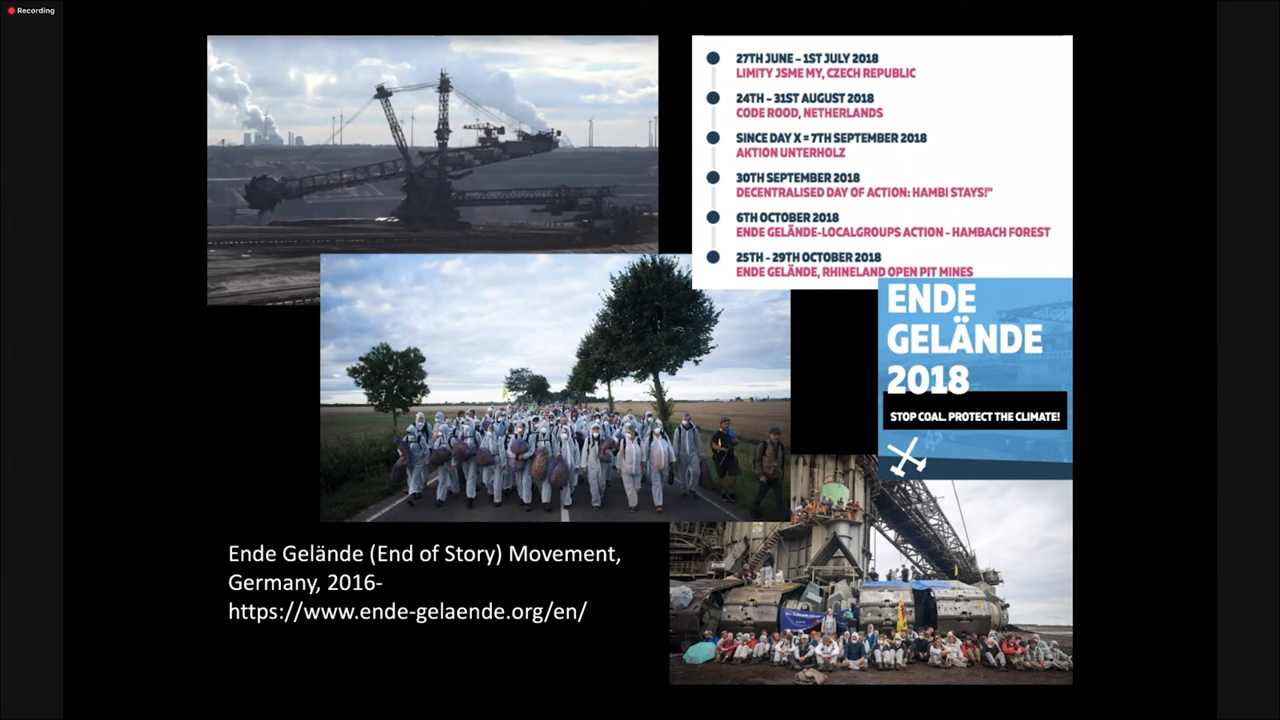 Recording
27TH JUNE – 1ST JULY 2018
LIMITY JSME MY, CZECH REPUBLIC
24TH – 31ST AUGUST 2018
CODE ROOD, NETHERLANDS
SINCE DAY X = 7TH SEPTEMBER 2018
AKTION UNTERHOLZ
30TH SEPTEMBER 2018
DECENTRALISED DAY OF ACTION: HAMBI STAYS!"
6TH OCTOBER 2018
ENDE GELÄNDE-LOCALGROUPS ACTION - HAMBACH FOREST
25TH - 29TH OCTOBER 2018
ENDE GELÄNDE, RHINELAND OPEN PIT MINES
ENDE
GELÄNDE
2018
STOP COAL. PROTECT THE CLIMATE!
Ende Gelände (End of Story) Movement,
Germany, 2016-
https://www.ende-gelaende.org/en/